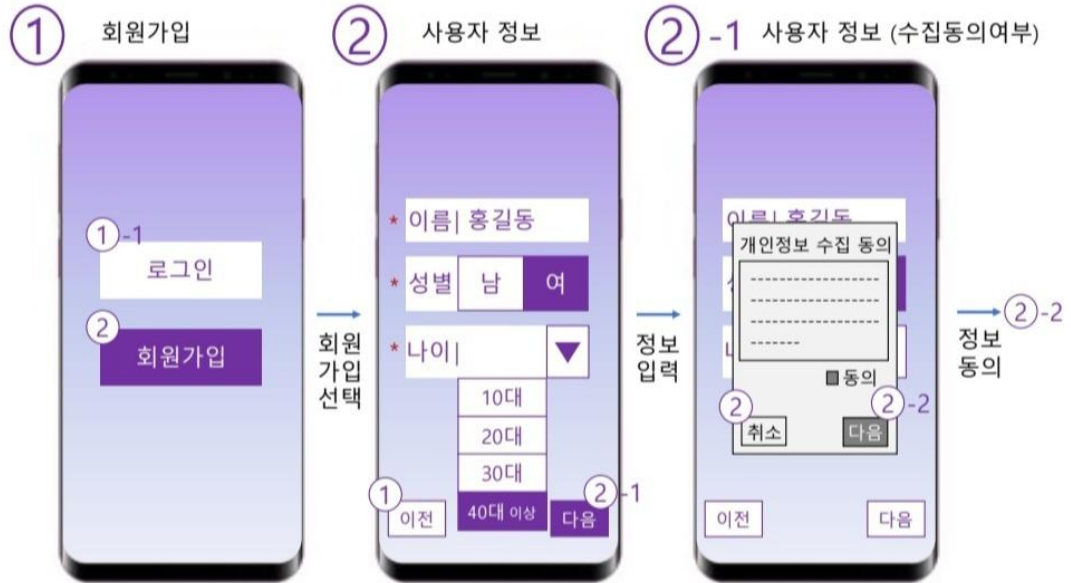 ① 회원가입
② 사용자 정보
②-1 사용자 정보 (수집동의여부)
①-1
로그인
②
회원가입
회원
가입
선택
* 이름| 홍길동
* 성별 남 여
* 나이|
10대
20대
30대
40대 이상
①
이전
②-1
다음
정보
입력
이름| 홍길동
개인정보 수집 동의
동의
②
취소
②-2
다음
이전
다음
②-2
정보
동의